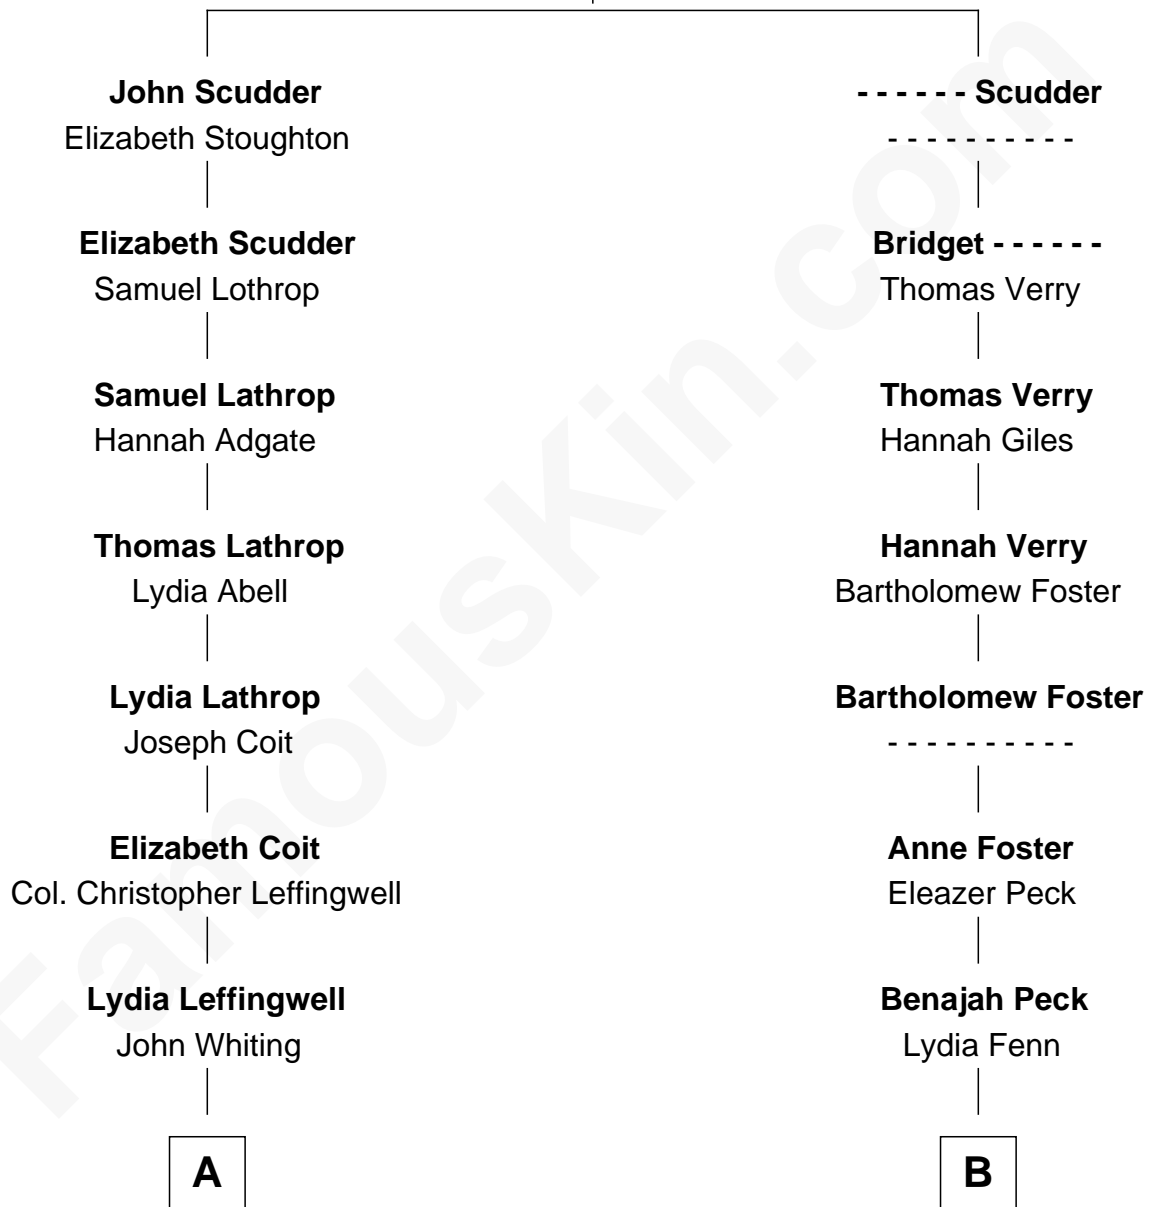 John Scudder
Elizabeth Stoughton
Elizabeth Scudder
Samuel Lothrop
Samuel Lathrop
Hannah Adgate
Thomas Lathrop
Lydia Abell
Lydia Lathrop
Joseph Coit
Elizabeth Coit
Col. Christopher Leffingwell
Lydia Leffingwell
John Whiting
A
- - - - - - Scudder
- - - - - - - - - -
Bridget - - - - - -
Thomas Verry
Thomas Verry
Hannah Giles
Hannah Verry
Bartholomew Foster
Bartholomew Foster
- - - - - - - - - -
Anne Foster
Eleazer Peck
Benajah Peck
Lydia Fenn
B
FamousKin.com